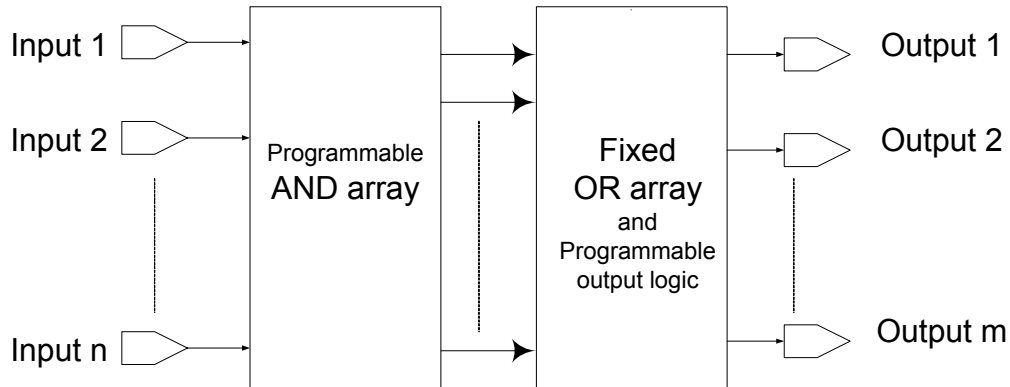 Input 1
Input 2
Input n
Programmable
AND array
Fixed
OR array
and
Programmable
output logic
Output 1
Output 2
Output m